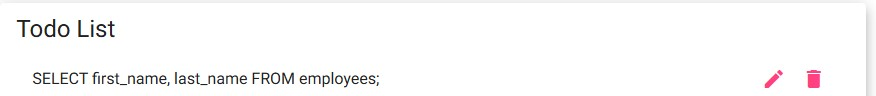 Todo List
SELECT first_name, last_name FROM employees;